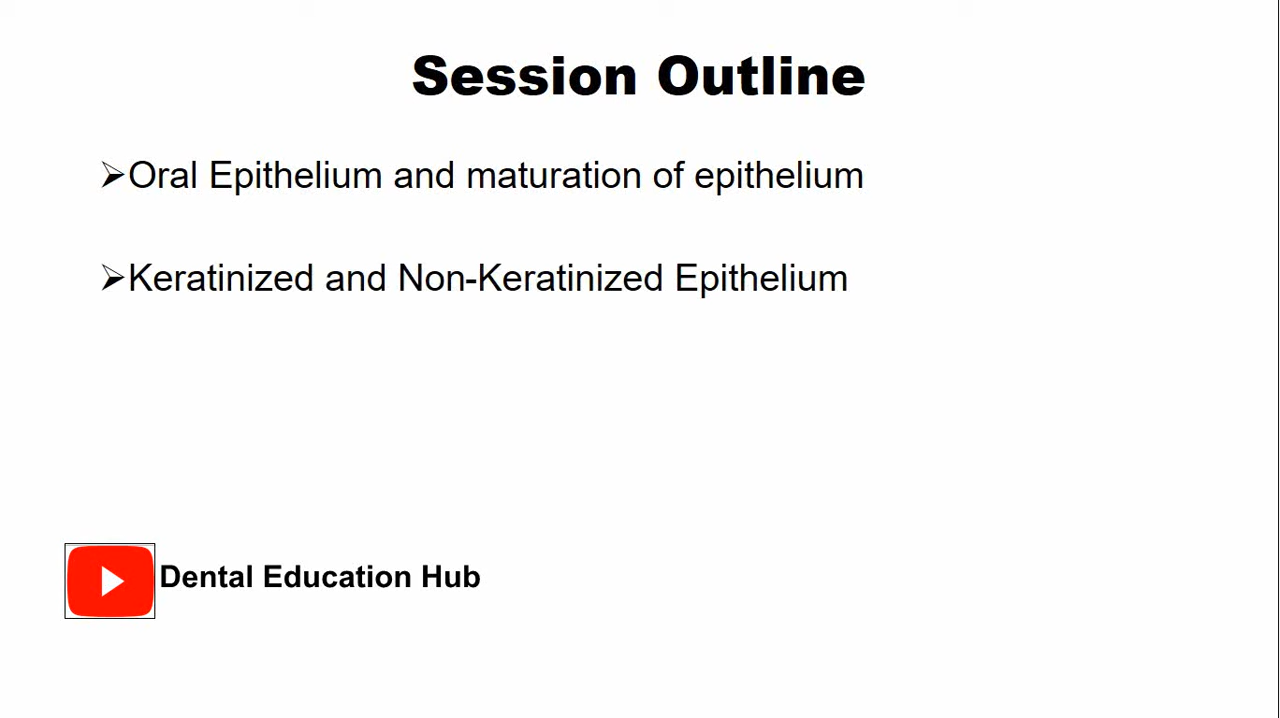 Session Outline
➢Oral Epithelium and maturation of epithelium
➢Keratinized and Non-Keratinized Epithelium
Dental Education Hub